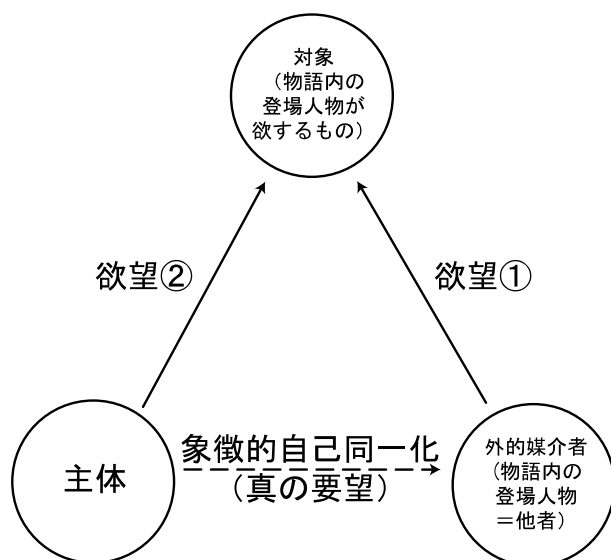 対象
（物語内の
登場人物が
欲するもの）
欲望②
欲望①
主体
象徴的自己同一化
（真の要望）
外的媒介者
（物語内の
登場人物
＝他者）